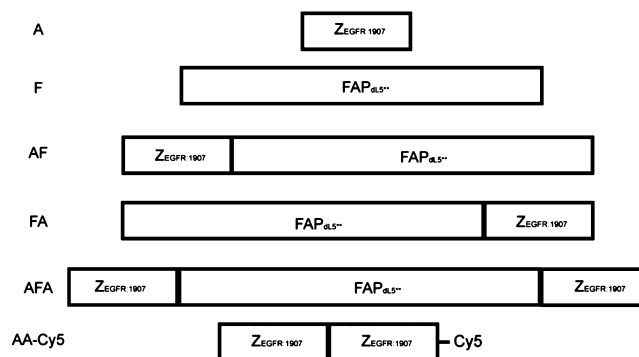 A ZEGFR:1907
F FAPdL5**
AF ZEGFR:1907 FAPdL5**
FA FAPdL5** ZEGFR:1907
AFA ZEGFR:1907 FAPdL5** ZEGFR:1907
AA-Cy5 ZEGFR:1907 ZEGFR:1907 Cy5